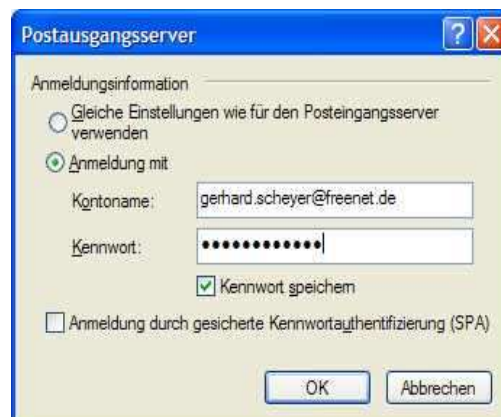 Postausgangsserver
Anmeldungsinformation
Gleiche Einstellungen wie für den Posteingangsserver
verwenden
Anmeldung mit
Kontoname: gerhard.scheyer@freenet.de
Kennwort: ●●●●●●●●●●●●
Kennwort speichern
Anmeldung durch gesicherte Kennwortauthentifizierung (SPA)
OK Abbrechen